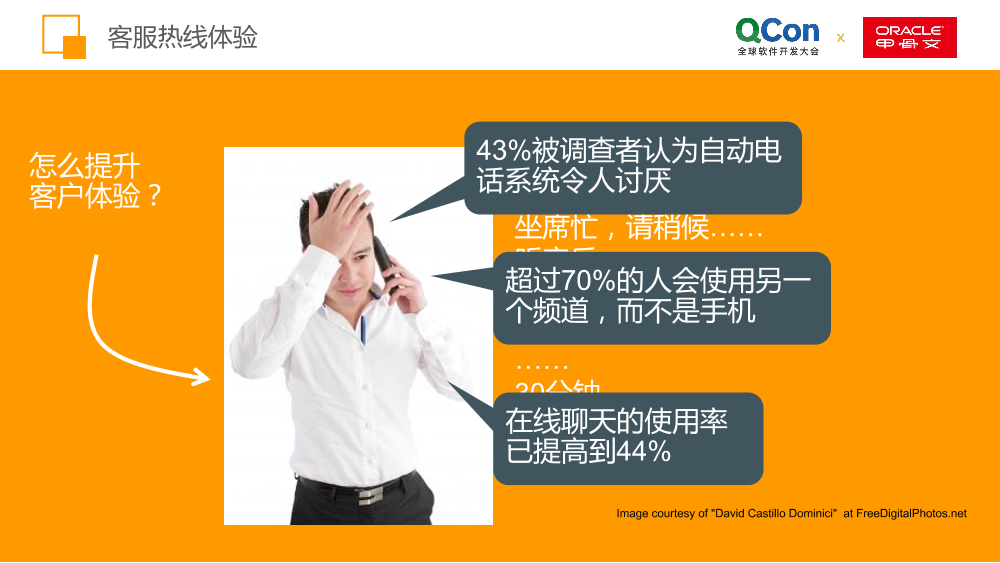 客服热线体验
QCon
全球软件开发大会
x
ORACLE
甲骨文
怎么提升
客户体验？
43%被调查者认为自动电
话系统令人讨厌
坐席忙，请稍候……
超过70%的人会使用另一
个频道，而不是手机
……
30分钟
在线聊天的使用率
已提高到44%
Image courtesy of "David Castillo Dominici" at FreeDigitalPhotos.net